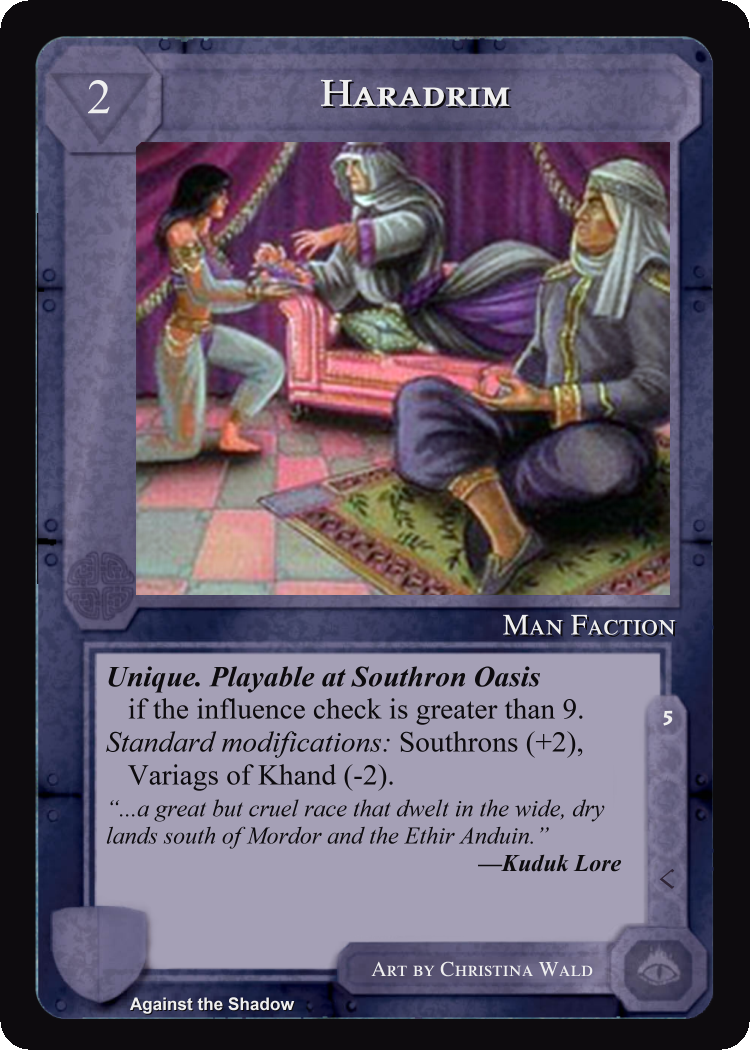 2
HARADRIM
MAN FACTION
Unique. Playable at Southron Oasis
if the influence check is greater than 9.
Standard modifications: Southrons (+2),
Variags of Khand (-2).
“...a great but cruel race that dwelt in the wide, dry
lands south of Mordor and the Ethir Anduin.”
—Kuduk Lore
5
<
ART BY CHRISTINA WALD
Against the Shadow